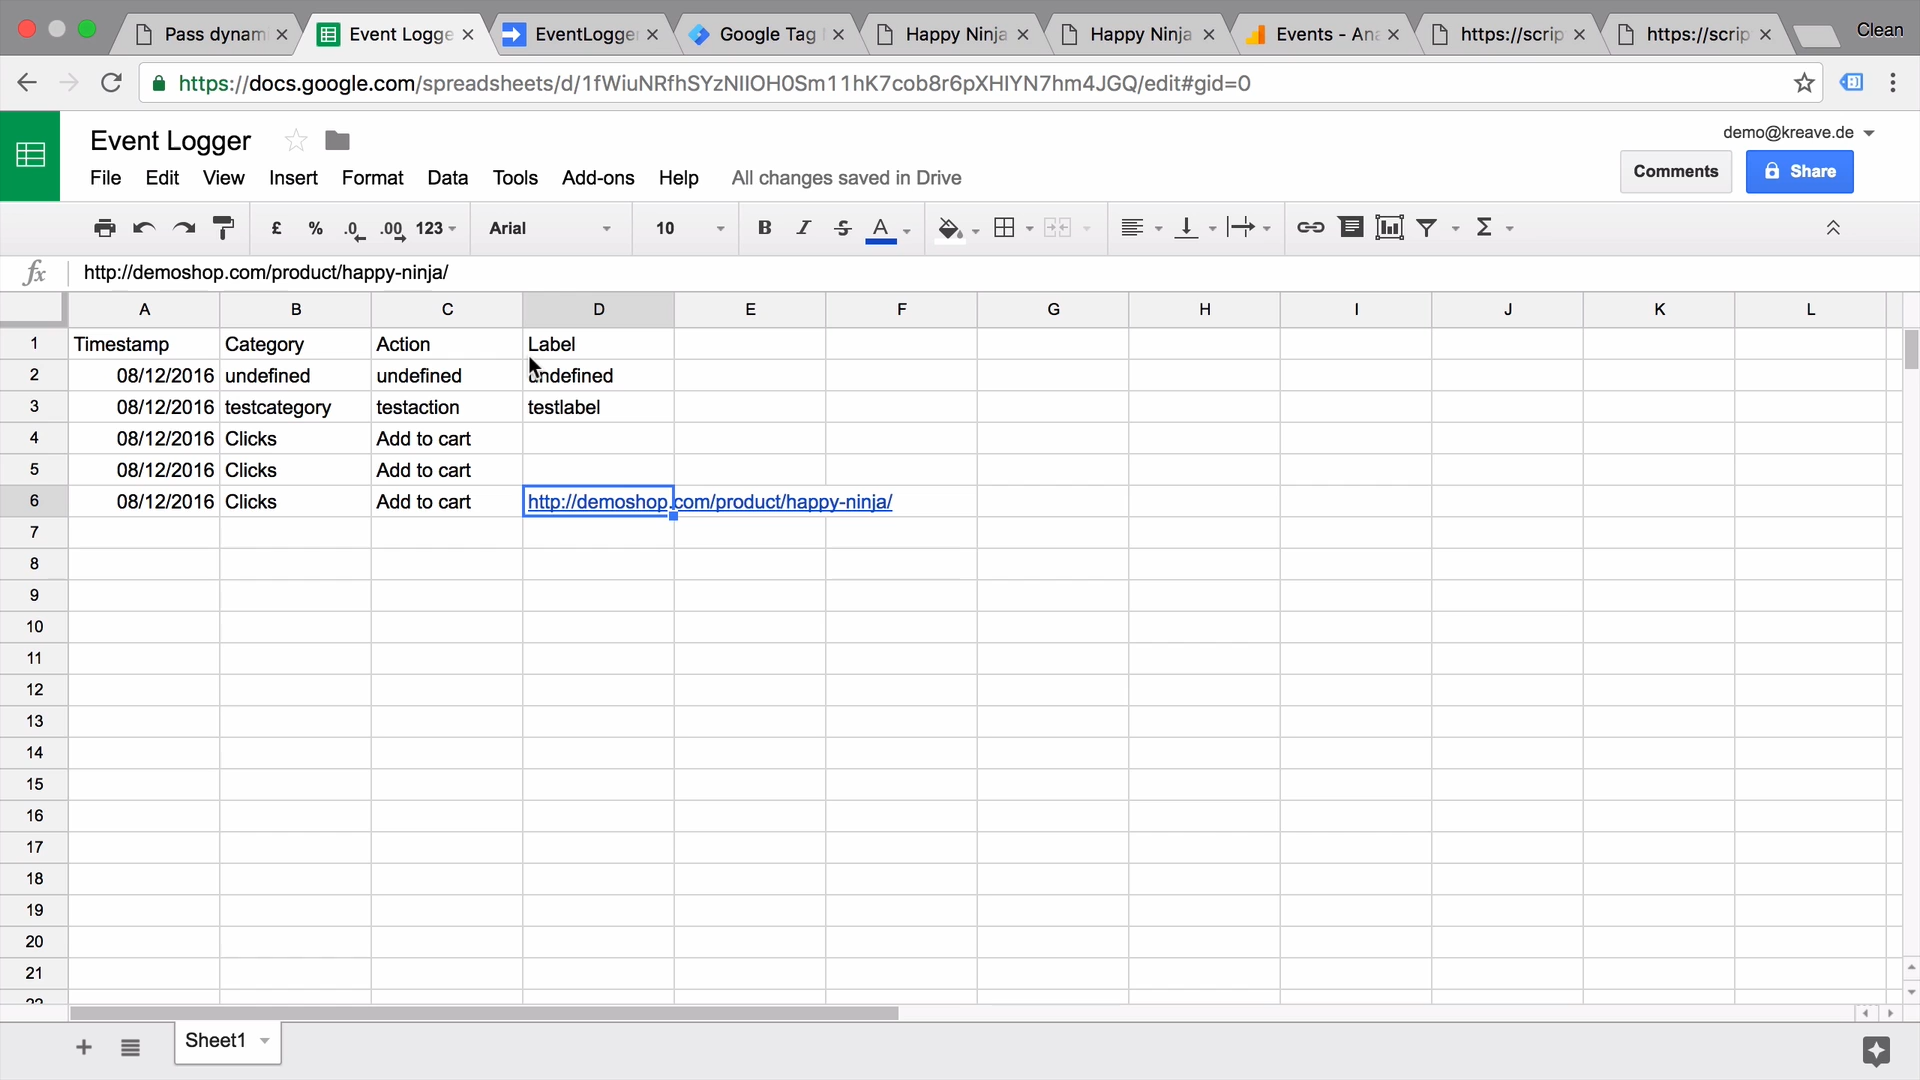 Pass dynam Event Logge EventLogge Google Tag Happy Ninja Happy Ninja Events - Ana https://scrip https://scrip Clean
https://docs.google.com/spreadsheets/d/1fWiuNRfhSYzNIIOH0Sm11hK7cob8r6pXHIYN7hm4JGQ/edit#gid=0
Event Logger demo@kreave.de
File Edit View Insert Format Data Tools Add-ons Help All changes saved in Drive Comments Share
£ % .0 .00 123 Arial 10 B I S A Σ
fx http://demoshop.com/product/happy-ninja/
A B C D E F G H I J K L
1 Timestamp Category Action Label
2 08/12/2016 undefined undefined undefined
3 08/12/2016 testcategory testaction testlabel
4 08/12/2016 Clicks Add to cart
5 08/12/2016 Clicks Add to cart
6 08/12/2016 Clicks Add to cart http://demoshop.com/product/happy-ninja/
7
8
9
10
11
12
13
14
15
16
17
18
19
20
21
22
Sheet1